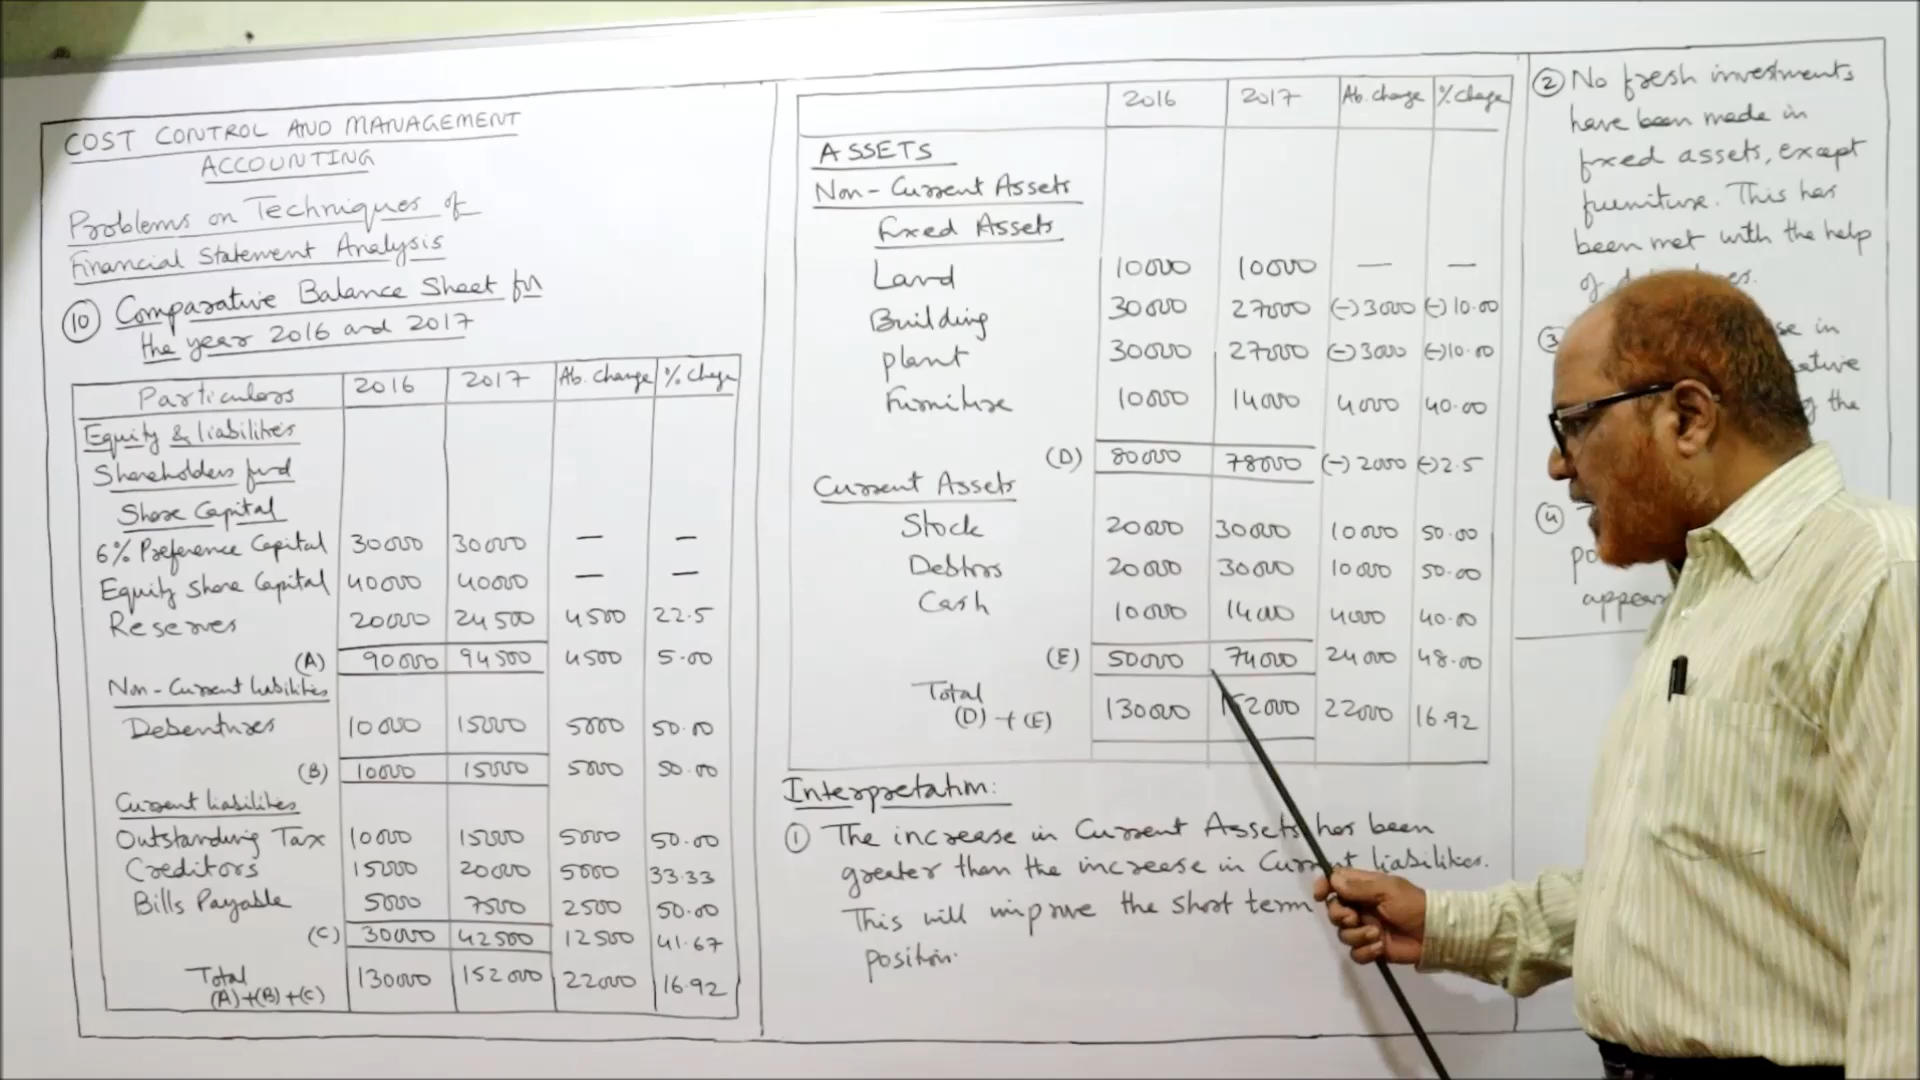 COST CONTROL AND MANAGEMENT
ACCOUNTING
Problems on Techniques of
Financial Statement Analysis
10 Comparative Balance Sheet for
the year 2016 and 2017
Particulars 2016 2017 Ab. change % change
Equity & liabilities
Shareholders fund
Share Capital
6% Preference Capital 30000 30000 — —
Equity share Capital 40000 40000 — —
Reserves 20000 24500 4500 22.5
(A) 90000 94500 4500 5.00
Non-Current liabilities
Debentures 10000 15000 5000 50.00
(B) 10000 15000 5000 50.00
Current liabilities
Outstanding Tax 10000 15000 5000 50.00
Creditors 15000 20000 5000 33.33
Bills Payable 5000 7500 2500 50.00
(C) 30000 42500 12500 41.67
Total
(A)+(B)+(C) 130000 152000 22000 16.92
2016 2017 Ab. change % change
ASSETS
Non-Current Assets
Fixed Assets
Land 10000 10000 — —
Building 30000 27000 (-) 3000 (-) 10.00
plant 30000 27000 (-) 3000 (-) 10.00
Furniture 10000 14000 4000 40.00
(D) 80000 78000 (-) 2000 (-) 2.5
Current Assets
Stock 20000 30000 10000 50.00
Debtors 20000 30000 10000 50.00
Cash 10000 14000 4000 40.00
(E) 50000 74000 24000 48.00
Total
(D) + (E) 130000 152000 22000 16.92
Interpretation:
1 The increase in Current Assets has been
greater than the increase in Current liabilities.
This will improve the short term
position.
2 No fresh investments
have been made in
fixed assets, except
furniture. This has
been met with the help
of
3 in
the
4